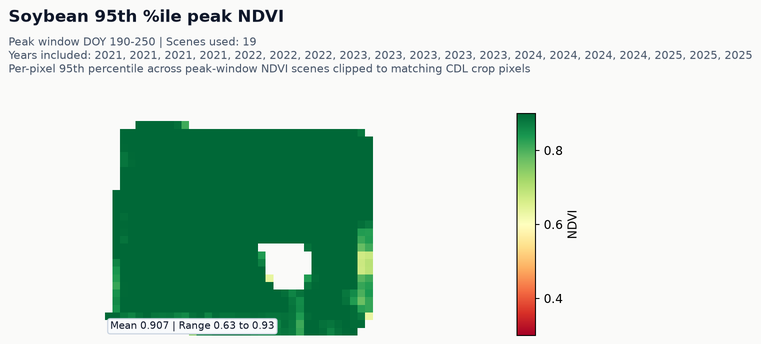 Soybean 95th %ile peak NDVI
Peak window DOY 190-250 | Scenes used: 19
Years included: 2021, 2021, 2021, 2021, 2022, 2022, 2022, 2023, 2023, 2023, 2023, 2023, 2024, 2024, 2024, 2024, 2025, 2025, 2025
Per-pixel 95th percentile across peak-window NDVI scenes clipped to matching CDL crop pixels
0.8
0.6
0.4
NDVI
Mean 0.907 | Range 0.63 to 0.93